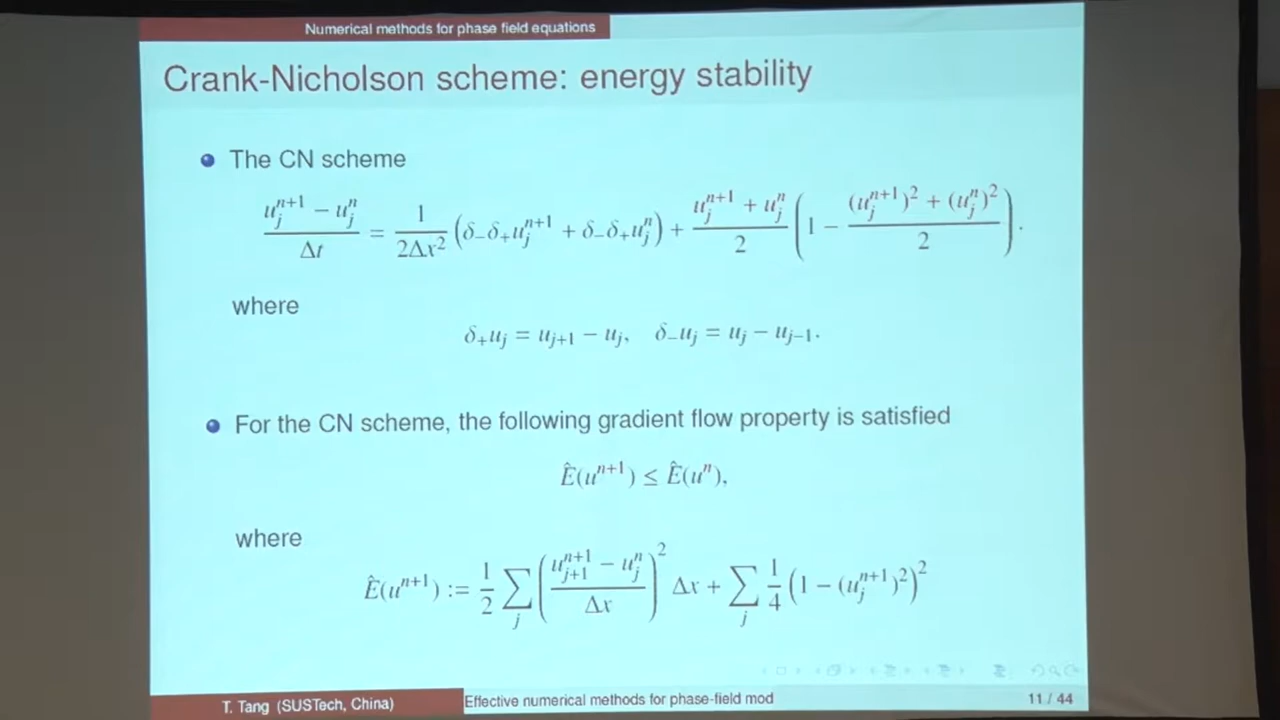 Numerical methods for phase field equations
Crank-Nicholson scheme: energy stability
The CN scheme
\frac{u_j^{n+1} - u_j^n}{\Delta t} = \frac{1}{2\Delta x^2} \left( \delta_-\delta_+ u_j^{n+1} + \delta_-\delta_+ u_j^n \right) + \frac{u_j^{n+1} + u_j^n}{2} \left( 1 - \frac{(u_j^{n+1})^2 + (u_j^n)^2}{2} \right).
where
\delta_+ u_j = u_{j+1} - u_j, \quad \delta_- u_j = u_j - u_{j-1}.
For the CN scheme, the following gradient flow property is satisfied
\hat{E}(u^{n+1}) \leq \hat{E}(u^n),
where
\hat{E}(u^{n+1}) := \frac{1}{2} \sum_j \left( \frac{u_{j+1}^{n+1} - u_j^n}{\Delta x} \right)^2 \Delta x + \sum_j \frac{1}{4} \left( 1 - (u_j^{n+1})^2 \right)^2
T. Tang (SUSTech, China)
Effective numerical methods for phase-field mod
11 / 44